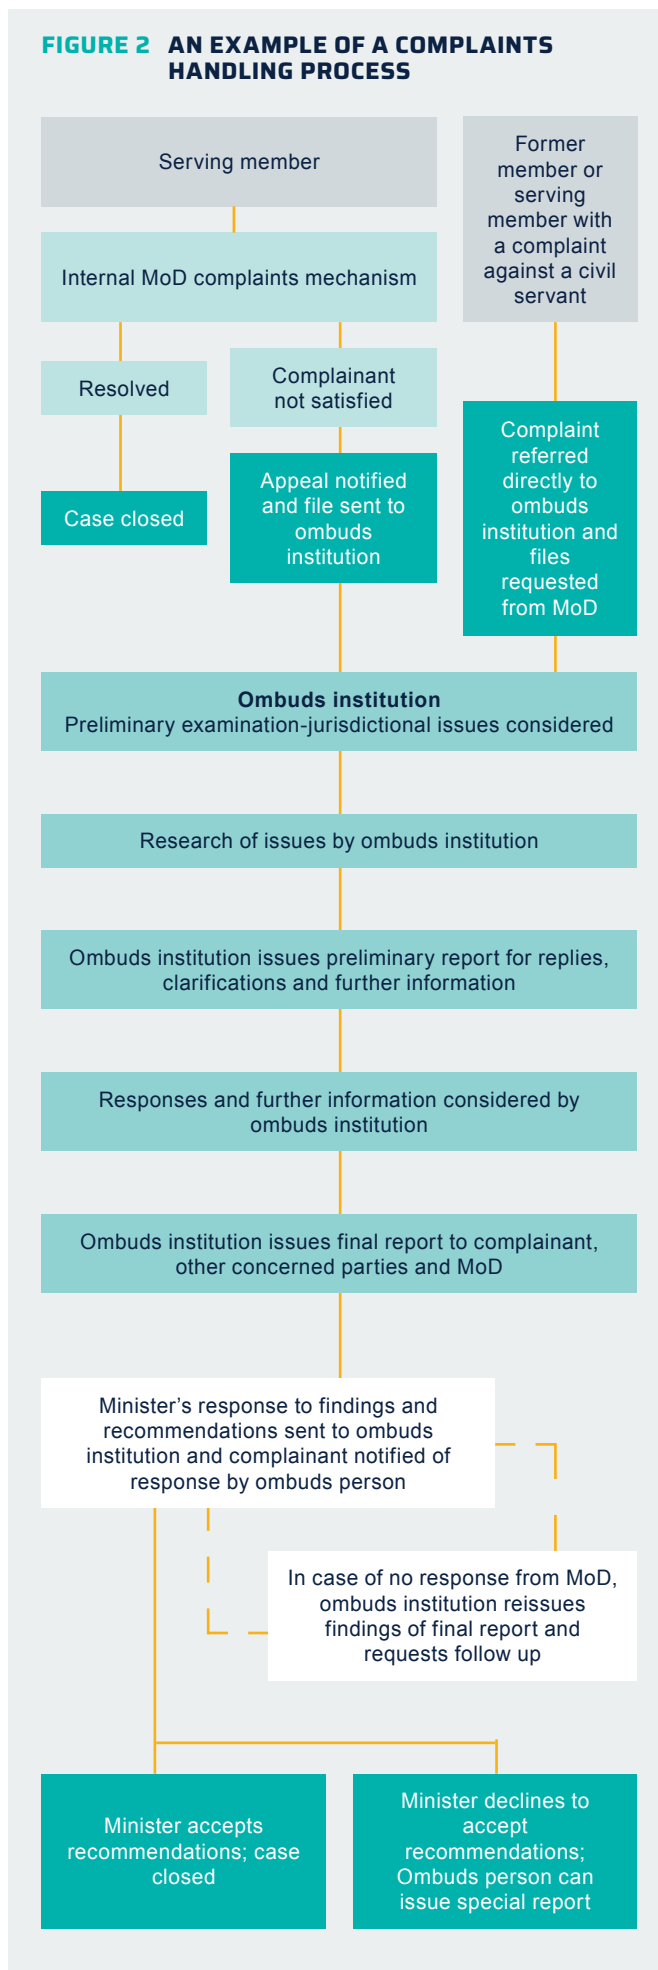 FIGURE 2 AN EXAMPLE OF A COMPLAINTS
HANDLING PROCESS
Serving member
Former
member or
serving
member with
a complaint
against a civil
servant
Internal MoD complaints mechanism
Resolved
Complainant
not satisfied
Case closed
Appeal notified
and file sent to
ombuds
institution
Complaint
referred
directly to
ombuds
institution and
files
requested
from MoD
Ombuds institution
Preliminary examination-jurisdictional issues considered
Research of issues by ombuds institution
Ombuds institution issues preliminary report for replies,
clarifications and further information
Responses and further information considered by
ombuds institution
Ombuds institution issues final report to complainant,
other concerned parties and MoD
Minister’s response to findings and
recommendations sent to ombuds
institution and complainant notified of
response by ombuds person
In case of no response from MoD,
ombuds institution reissues
findings of final report and
requests follow up
Minister accepts
recommendations; case
closed
Minister declines to
accept
recommendations;
Ombuds person can
issue special report